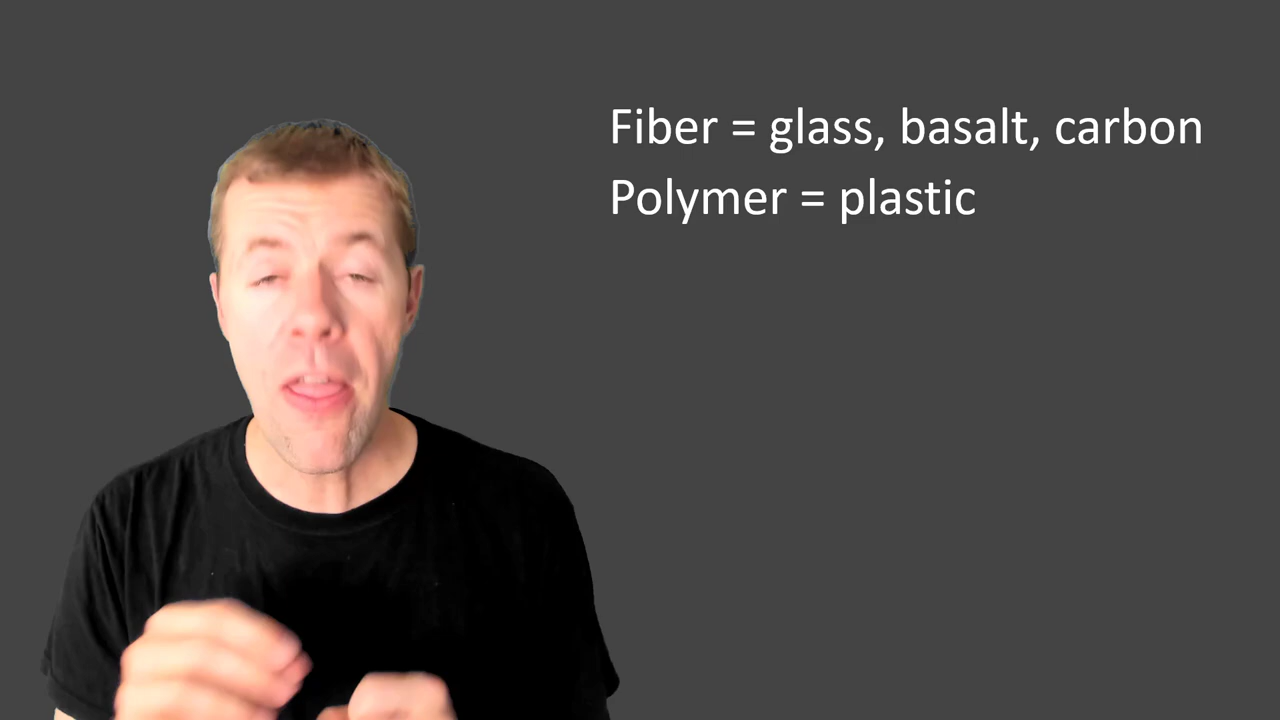 Fiber = glass, basalt, carbon
Polymer = plastic